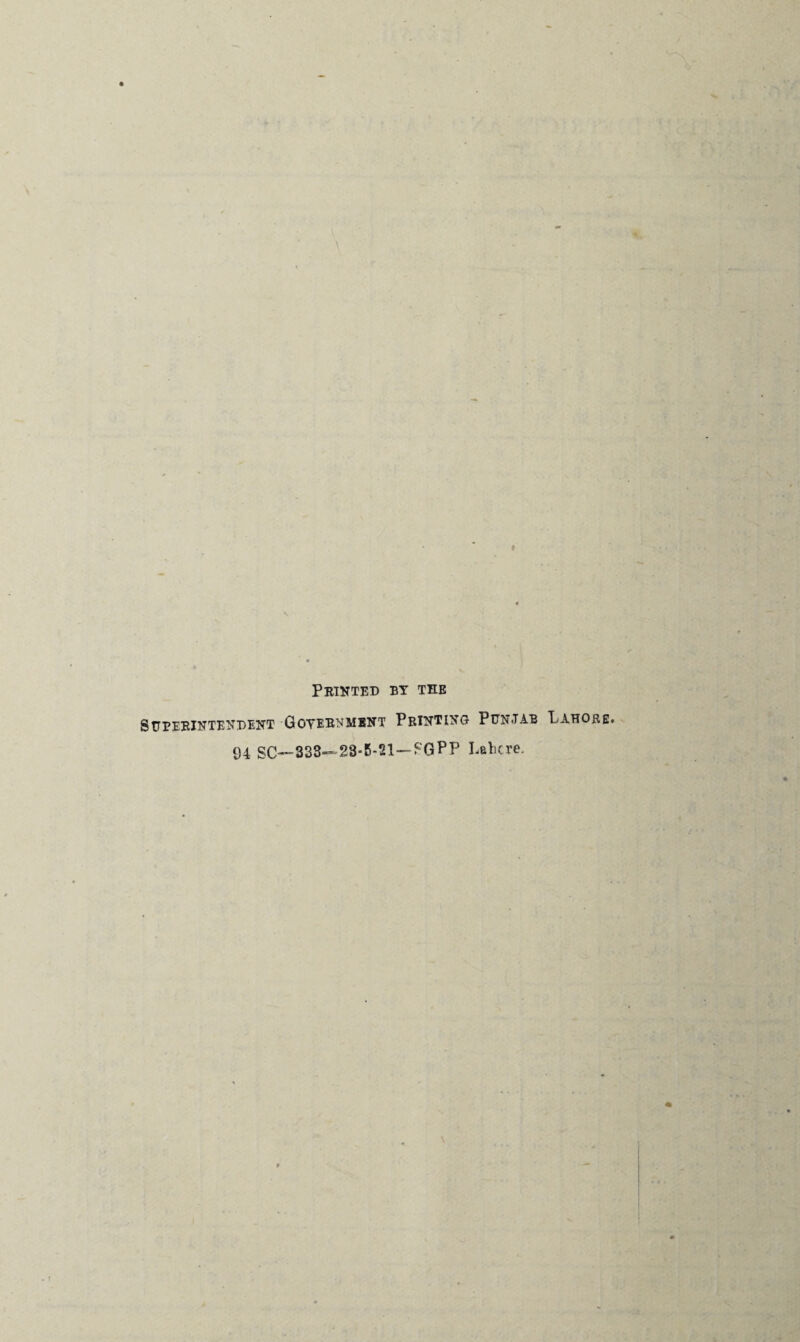 PRINTED BY THE
SUPERINTENDENT GOVERNMENT PRINTING PUNJAB LAHORE.
94 SC—333—23-5-21—SGPP Lahore.